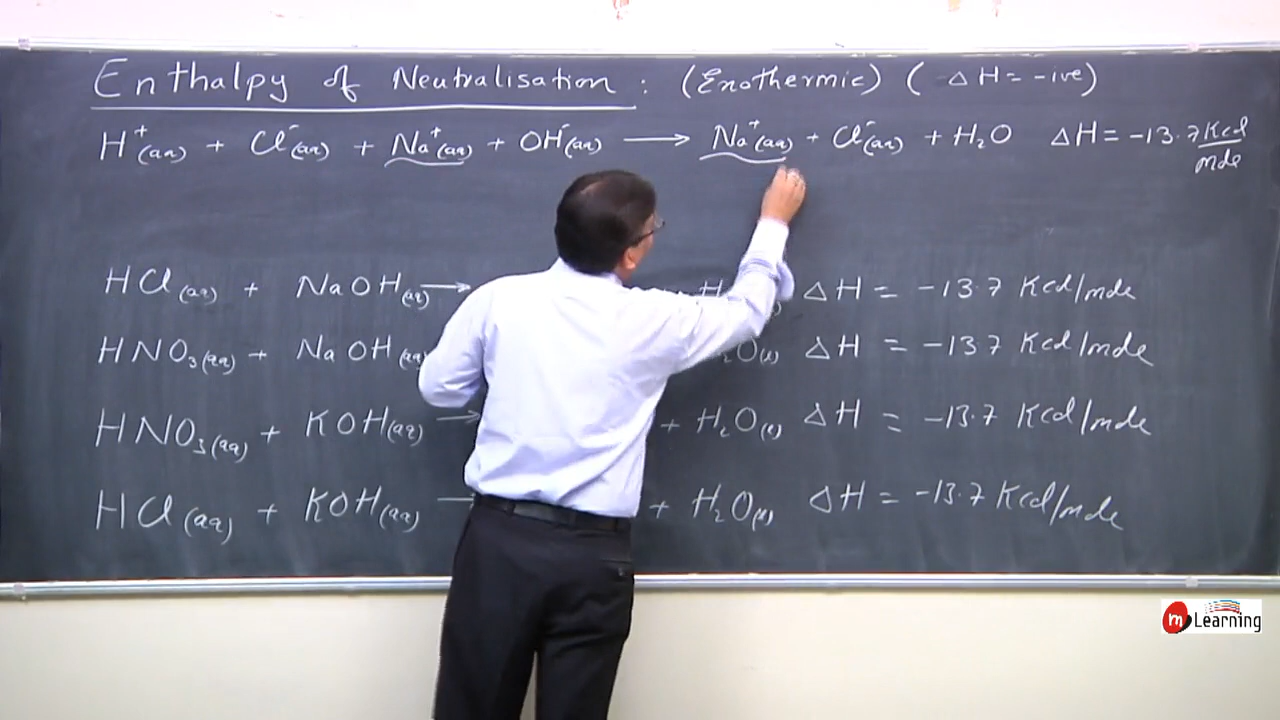 Enthalpy of Neutralisation : (Exothermic) ( ΔH = -ive)
H⁺(aq) + Cl⁻(aq) + Na⁺(aq) + OH⁻(aq) ⟶ Na⁺(aq) + Cl⁻(aq) + H₂O ΔH = -13.7 Kcal/mole
HCl(aq) + NaOH(aq) ⟶ H ΔH = -13.7 Kcal/mole
HNO₃(aq) + NaOH(aq) H₂O(l) ΔH = -13.7 Kcal/mole
HNO₃(aq) + KOH(aq) ⟶ + H₂O(l) ΔH = -13.7 Kcal/mole
HCl(aq) + KOH(aq) ⟶ + H₂O(l) ΔH = -13.7 Kcal/mole
m Learning